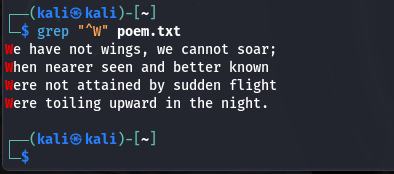 ┌──(kali㉿kali)-[~]
└─$ grep "^W" poem.txt
We have not wings, we cannot soar;
When nearer seen and better known
Were not attained by sudden flight
Were toiling upward in the night.
┌──(kali㉿kali)-[~]
└─$